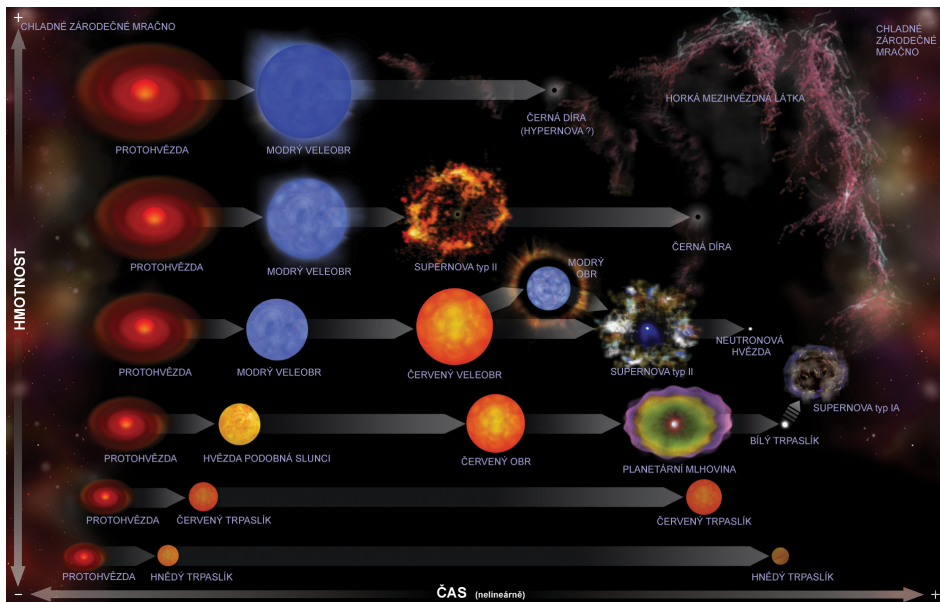 +
CHLADNÉ ZÁRODEČNÉ MRAČNO
CHLADNÉ
ZÁRODEČNÉ
MRAČNO
HORKÁ MEZIHVĚZDNÁ LÁTKA
ČERNÁ DÍRA
(HYPERNOVA ?)
PROTOHVĚZDA
MODRÝ VELEOBR
PROTOHVĚZDA
MODRÝ VELEOBR
SUPERNOVA typ II
ČERNÁ DÍRA
MODRÝ
OBR
HMOTNOST
PROTOHVĚZDA
MODRÝ VELEOBR
ČERVENÝ VELEOBR
SUPERNOVA typ II
NEUTRONOVÁ
HVĚZDA
SUPERNOVA typ IA
PROTOHVĚZDA
HVĚZDA PODOBNÁ SLUNCI
ČERVENÝ OBR
PLANETÁRNÍ MLHOVINA
BÍLÝ TRPASLÍK
PROTOHVĚZDA
ČERVENÝ TRPASLÍK
ČERVENÝ TRPASLÍK
PROTOHVĚZDA
HNĚDÝ TRPASLÍK
HNĚDÝ TRPASLÍK
−
ČAS (nelineárně)
+